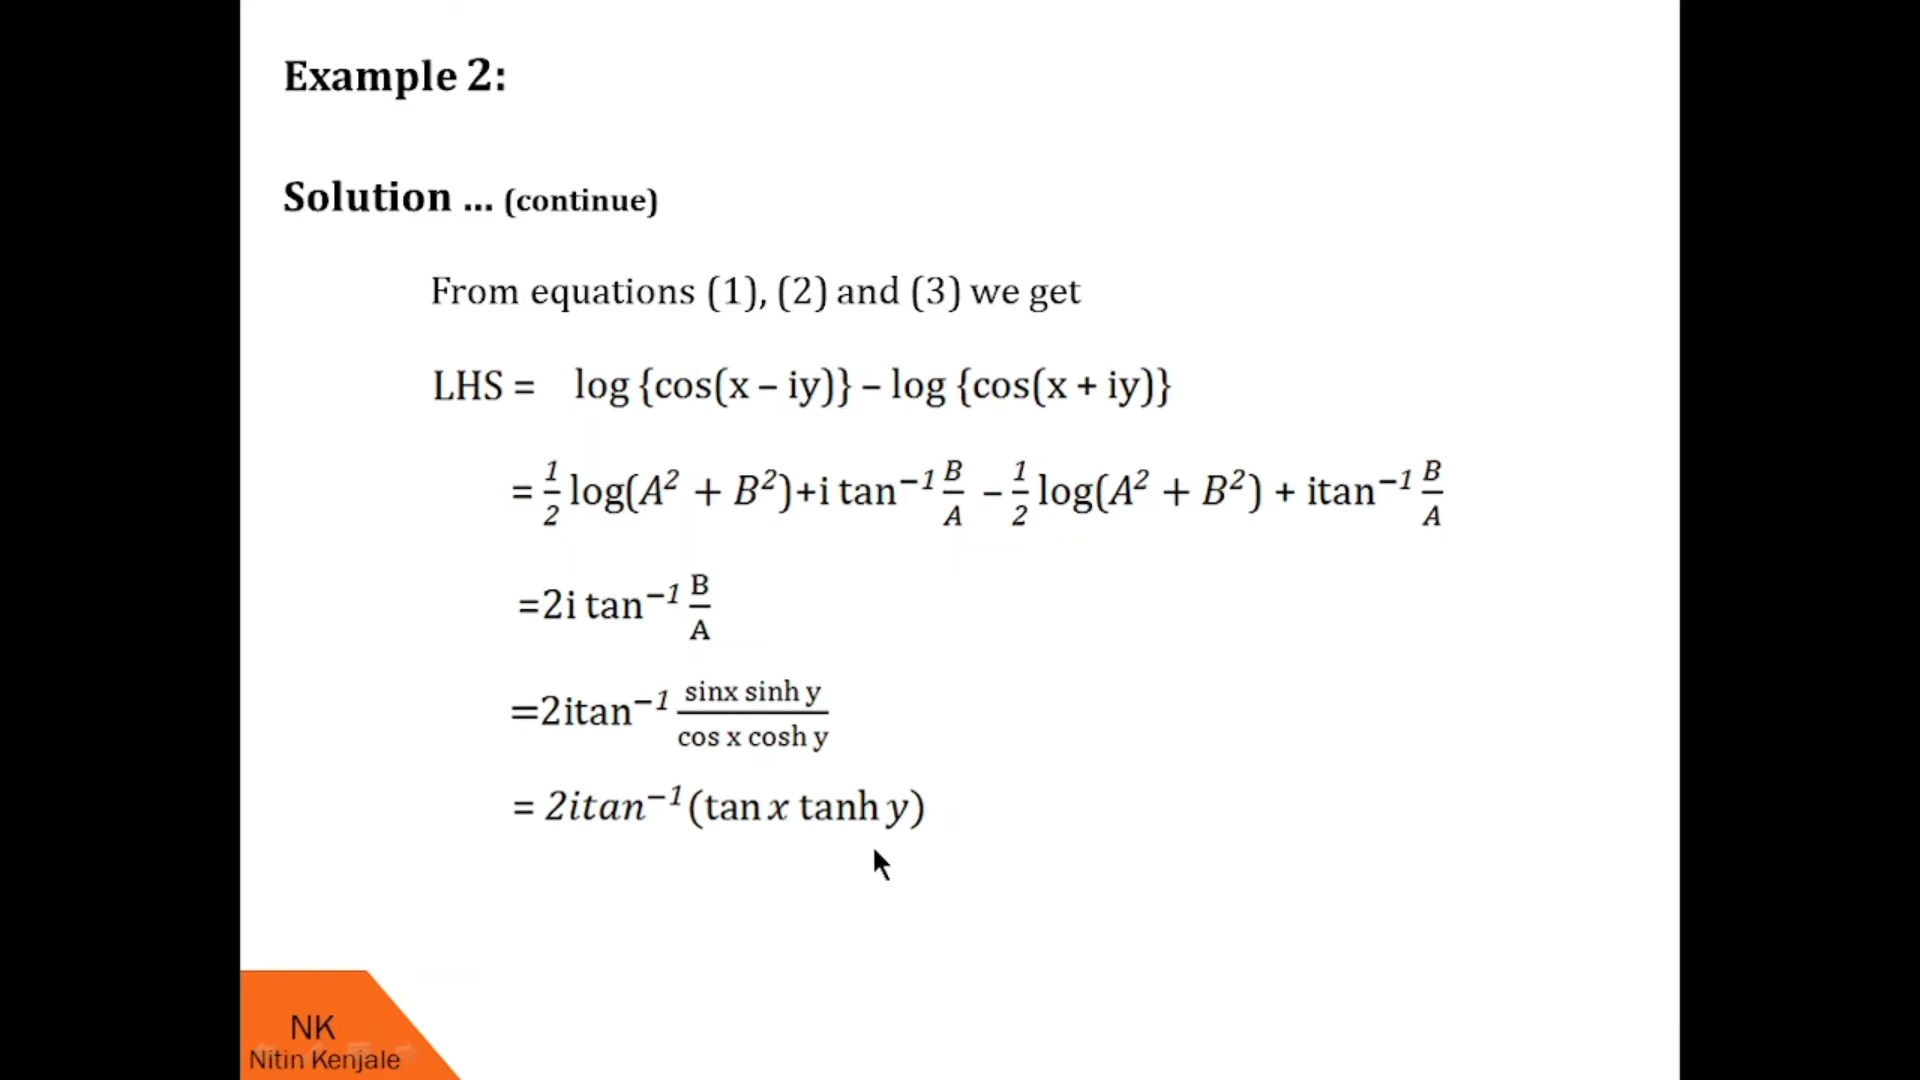 Example 2:
Solution ... (continue)
From equations (1), (2) and (3) we get
LHS = log {cos(x – iy)} – log {cos(x + iy)}
= 1/2 log(A² + B²)+i tan⁻¹ B/A – 1/2 log(A² + B²) + itan⁻¹ B/A
=2i tan⁻¹ B/A
=2itan⁻¹ sinx sinh y / cos x cosh y
= 2itan⁻¹(tan x tanh y)
NK
Nitin Kenjale